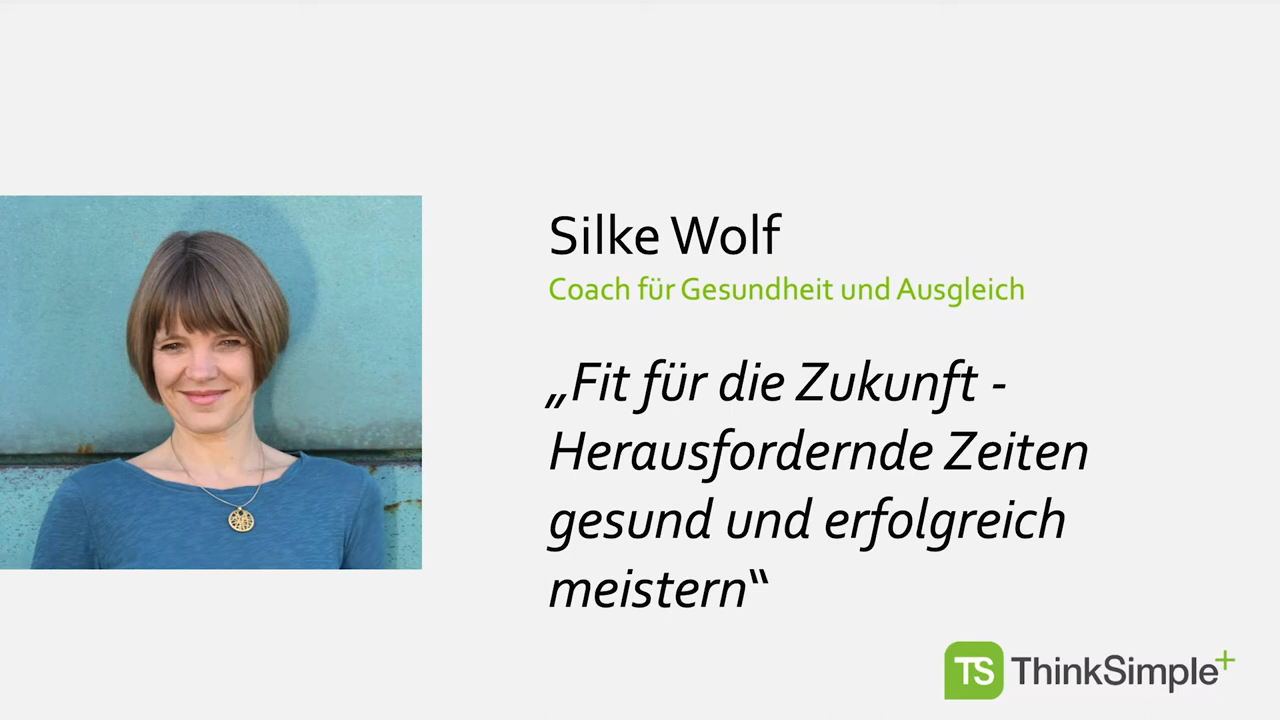 Silke Wolf
Coach für Gesundheit und Ausgleich
„Fit für die Zukunft -
Herausfordernde Zeiten
gesund und erfolgreich
meistern“
TS ThinkSimple+